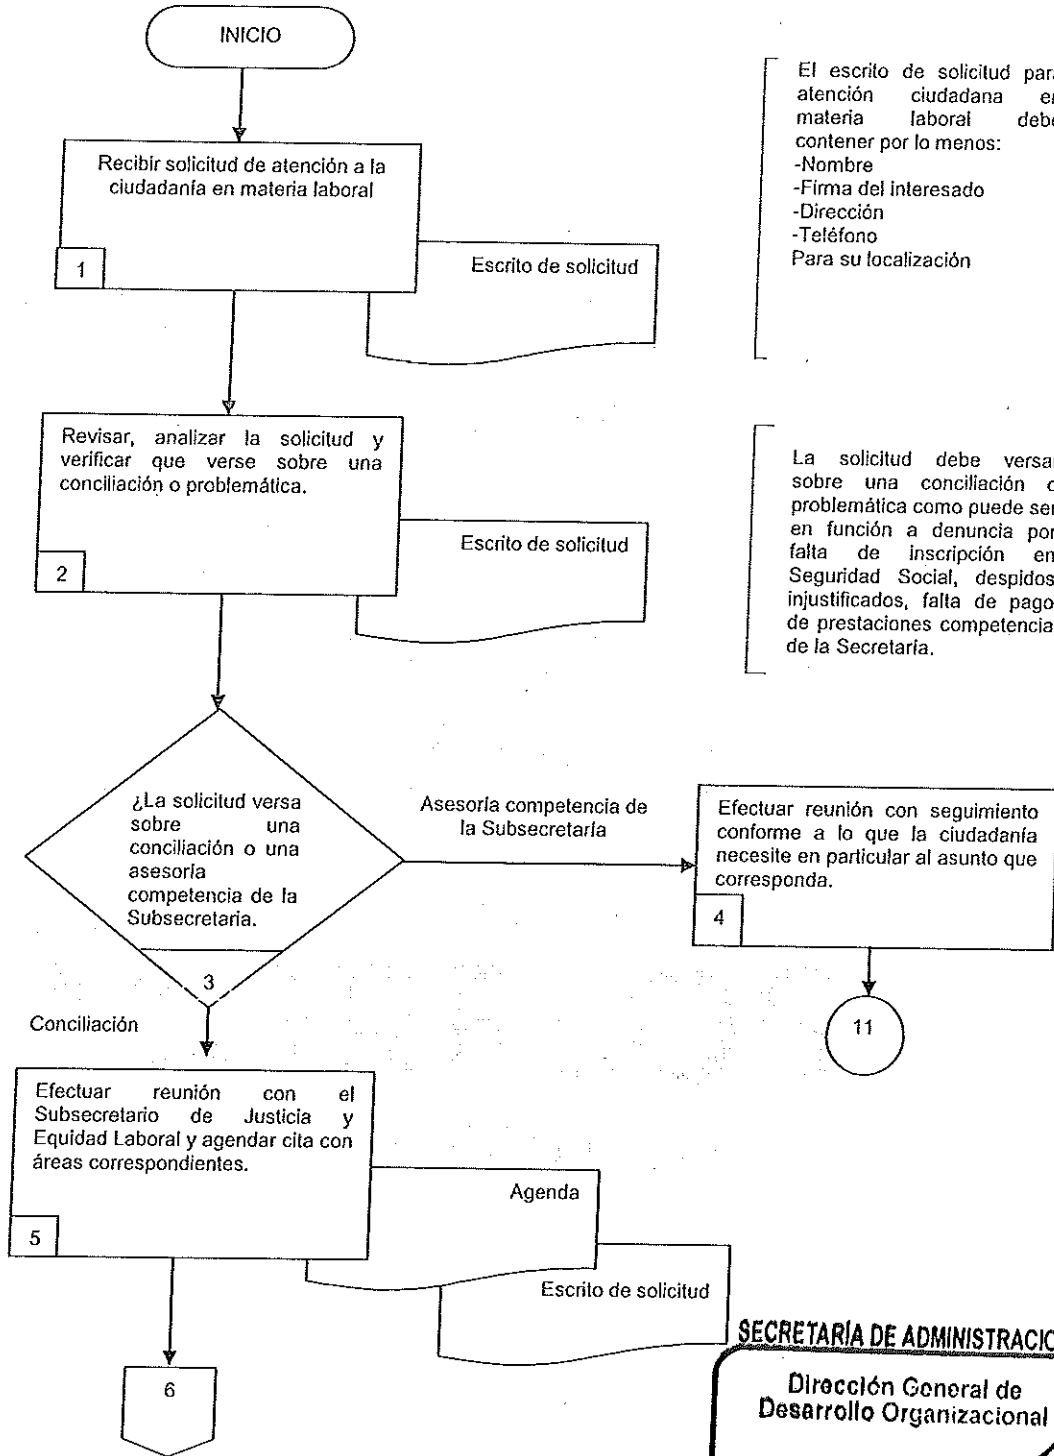 INICIO
El escrito de solicitud para
atención ciudadana en
materia laboral debe
contener por lo menos:
-Nombre
-Firma del interesado
-Dirección
-Teléfono
Para su localización
Recibir solicitud de atención a la
ciudadanía en materia laboral
1
Escrito de solicitud
Revisar, analizar la solicitud y
verificar que verse sobre una
conciliación o problemática.
2
Escrito de solicitud
La solicitud debe versar
sobre una conciliación o
problemática como puede ser
en función a denuncia por
falta de inscripción en
Seguridad Social, despidos
injustificados, falta de pago
de prestaciones competencia
de la Secretaría.
¿La solicitud versa
sobre una
conciliación o una
asesoría
competencia de la
Subsecretaria.
3
Asesoría competencia de
la Subsecretaría
Efectuar reunión con seguimiento
conforme a lo que la ciudadanía
necesite en particular al asunto que
corresponda.
4
11
Conciliación
Efectuar reunión con el
Subsecretario de Justicia y
Equidad Laboral y agendar cita con
áreas correspondientes.
5
Agenda
Escrito de solicitud
6
SECRETARÍA DE ADMINISTRACIO
Dirección General de
Desarrollo Organizacional